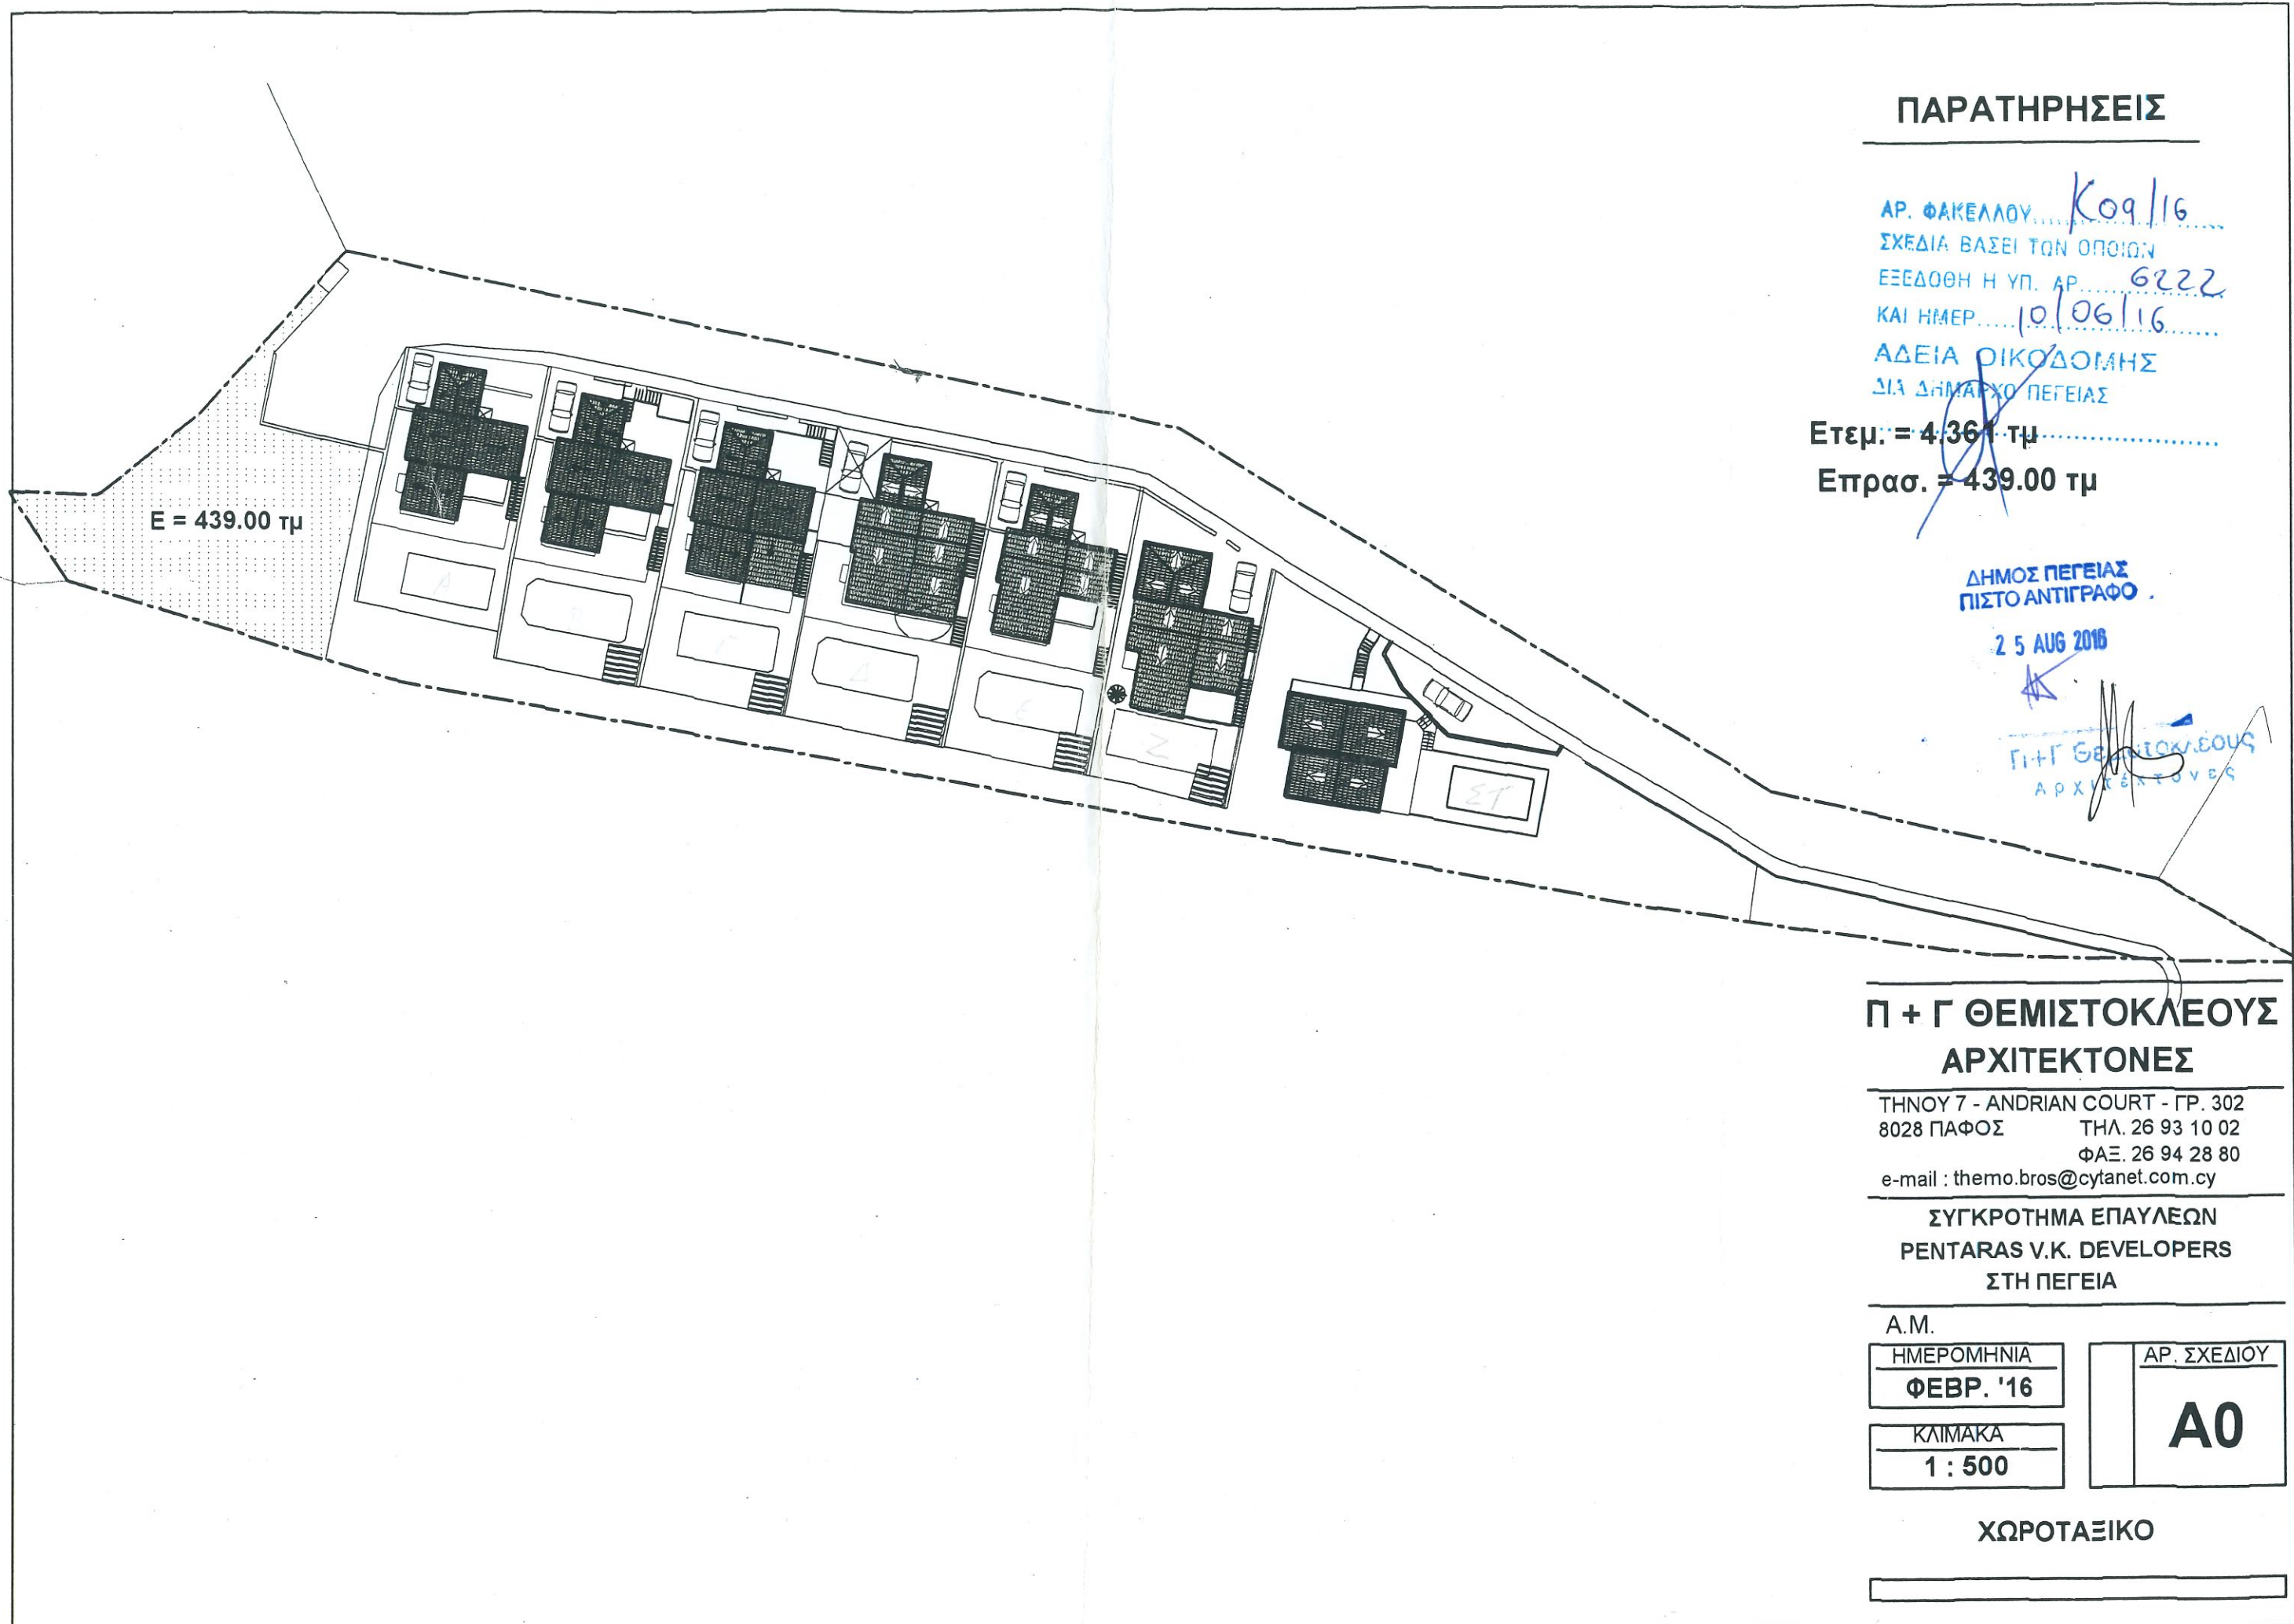 ΠΑΡΑΤΗΡΗΣΕΙΣ
ΑΡ. ΦΑΚΕΛΛΟΥ K09/16
ΣΧΕΔΙΑ ΒΑΣΕΙ ΤΩΝ ΟΠΟΙΩΝ
ΕΞΕΔΟΘΗ Η ΥΠ. ΑΡ. 6222
ΚΑΙ ΗΜΕΡ. 10/06/16
ΑΔΕΙΑ ΟΙΚΟΔΟΜΗΣ
ΔΙΑ ΔΗΜΑΡΧΟ ΠΕΓΕΙΑΣ
Ετεμ. = 4.361 τμ
Επρασ. = 439.00 τμ
Ε = 439.00 τμ
Α
Β
Γ
Δ
Ε
Ζ
ΣΤ
ΔΗΜΟΣ ΠΕΓΕΙΑΣ
ΠΙΣΤΟ ΑΝΤΙΓΡΑΦΟ .
25 AUG 2016
Π+Γ Θεμιστοκλέους
Αρχιτέκτονες
Π + Γ ΘΕΜΙΣΤΟΚΛΕΟΥΣ
ΑΡΧΙΤΕΚΤΟΝΕΣ
ΤΗΝΟΥ 7 - ANDRIAN COURT - ΓΡ. 302
8028 ΠΑΦΟΣ ΤΗΛ. 26 93 10 02
ΦΑΞ. 26 94 28 80
e-mail : themo.bros@cytanet.com.cy
ΣΥΓΚΡΟΤΗΜΑ ΕΠΑΥΛΕΩΝ
PENTARAS V.K. DEVELOPERS
ΣΤΗ ΠΕΓΕΙΑ
Α.Μ.
ΗΜΕΡΟΜΗΝΙΑ
ΦΕΒΡ. '16
ΑΡ. ΣΧΕΔΙΟΥ
Α0
ΚΛΙΜΑΚΑ
1 : 500
ΧΩΡΟΤΑΞΙΚΟ